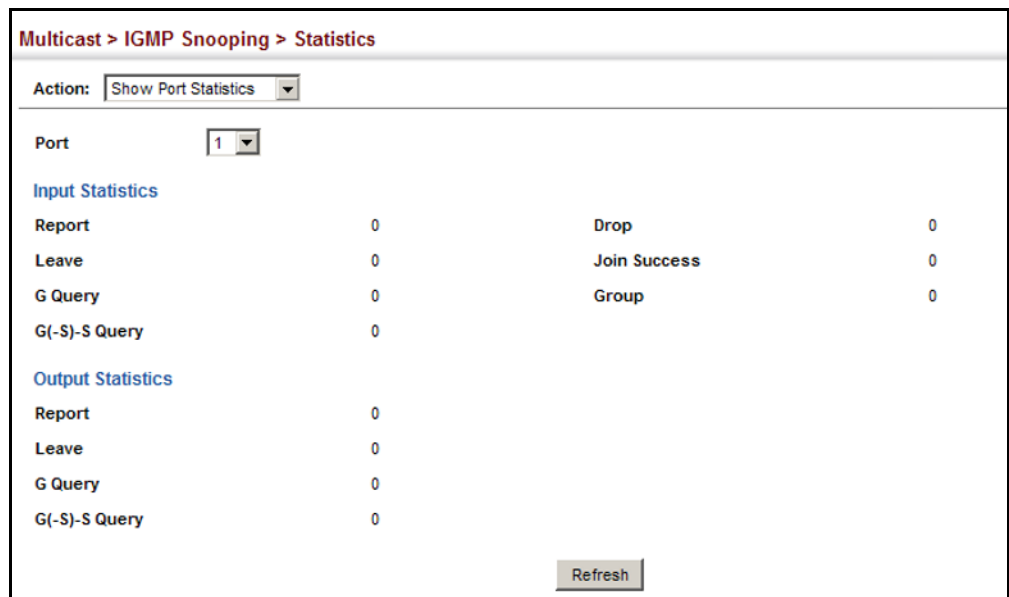 Multicast > IGMP Snooping > Statistics
Action: Show Port Statistics
Port 1
Input Statistics
Report 0 Drop 0
Leave 0 Join Success 0
G Query 0 Group 0
G(-S)-S Query 0
Output Statistics
Report 0
Leave 0
G Query 0
G(-S)-S Query 0
Refresh